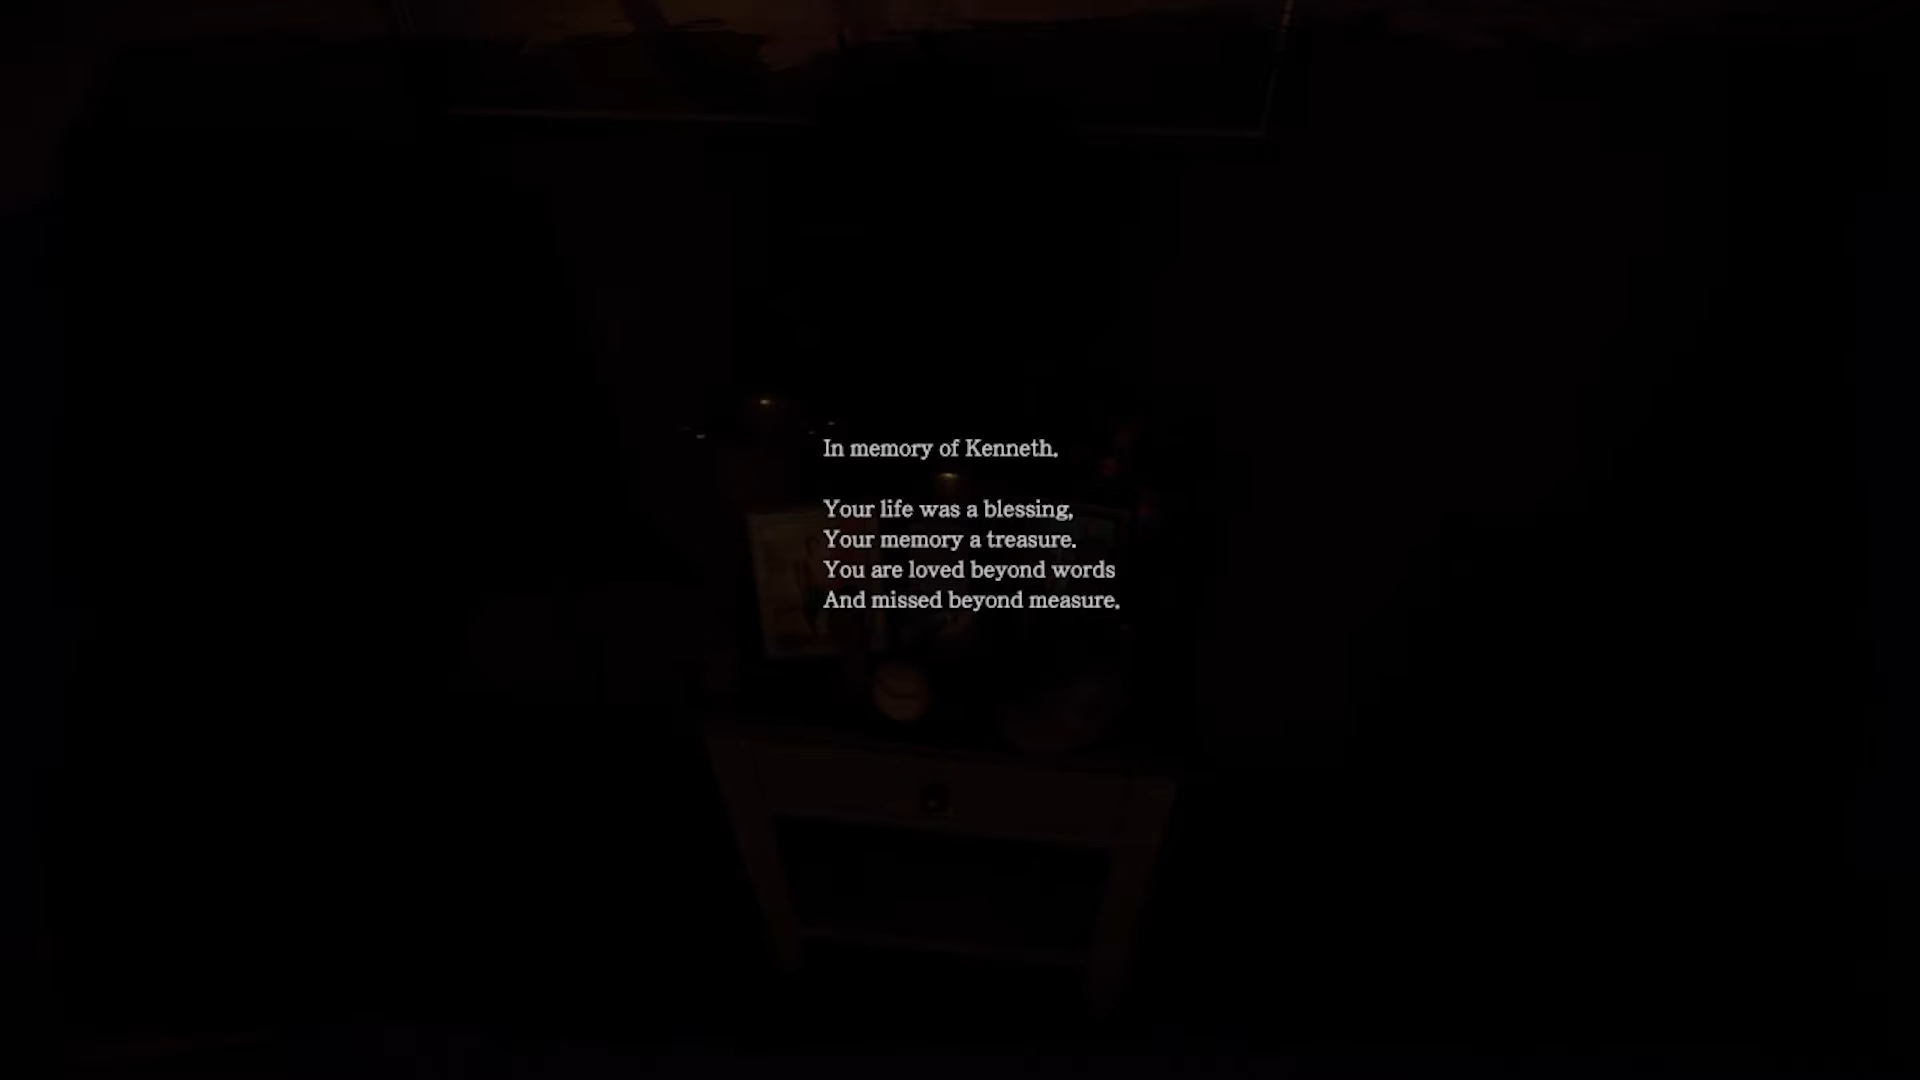 In memory of Kenneth.
Your life was a blessing,
Your memory a treasure.
You are loved beyond words
And missed beyond measure.